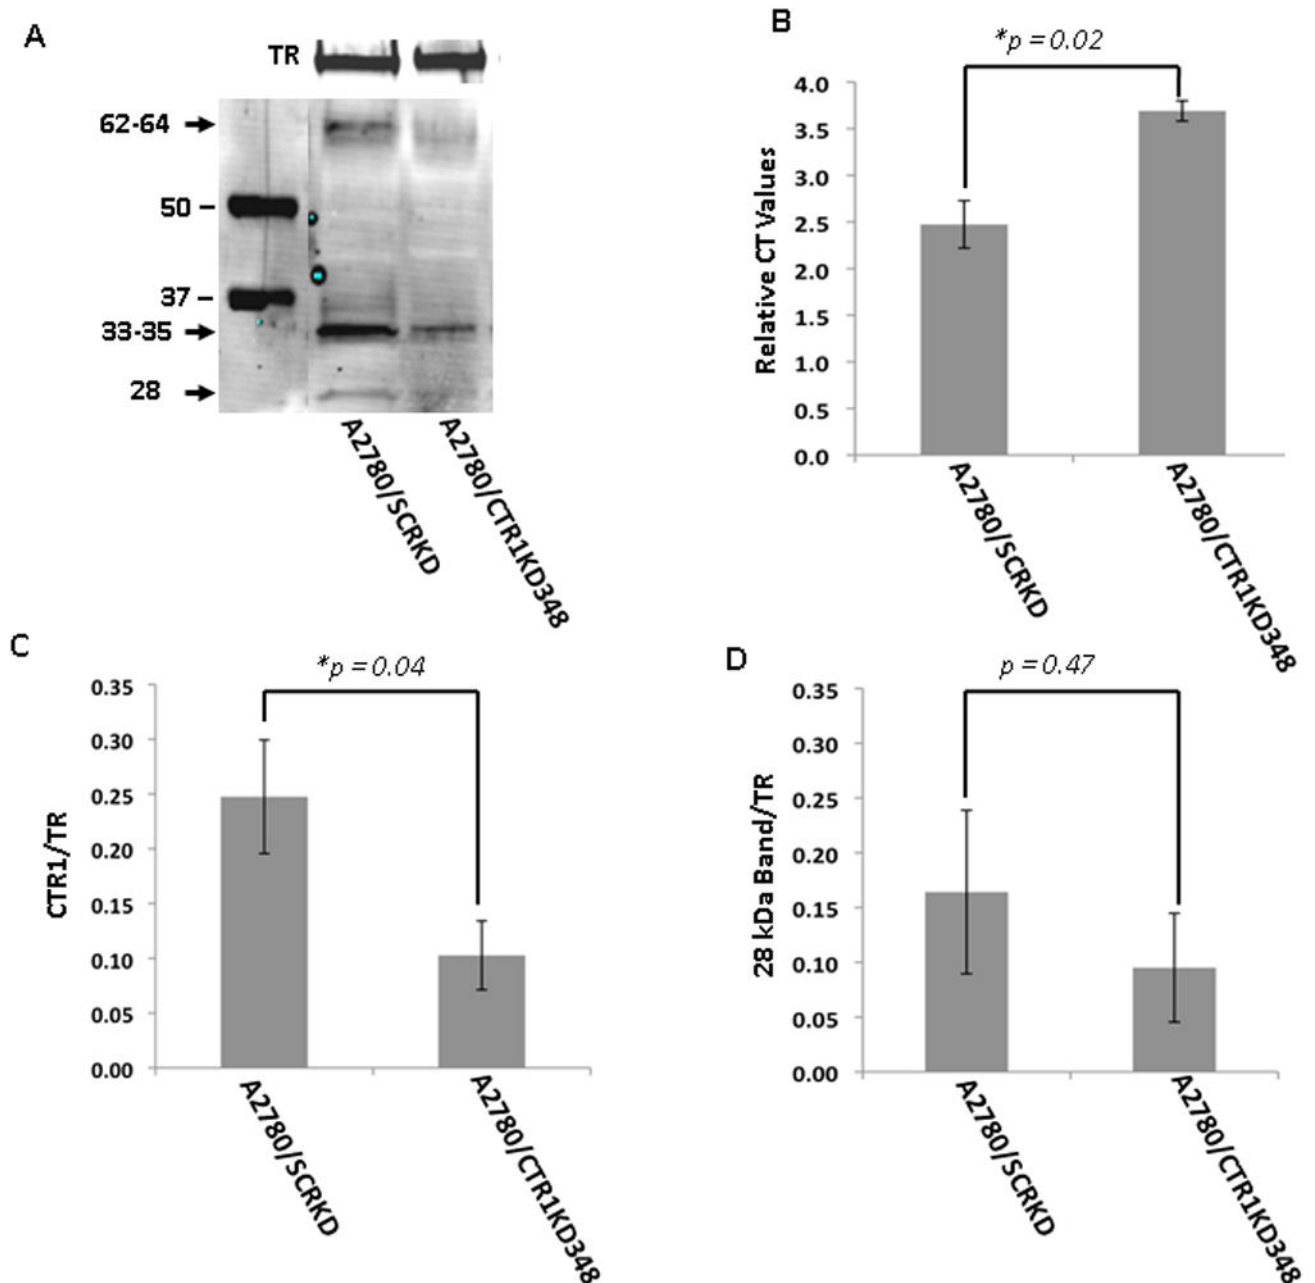 A
TR
62-64
50
37
33-35
28
A2780/SCRKD
A2780/CTR1KD348
B
*p = 0.02
Relative CT Values
4.0
3.5
3.0
2.5
2.0
1.5
1.0
0.5
0.0
A2780/SCRKD
A2780/CTR1KD348
C
*p = 0.04
CTR1/TR
0.35
0.30
0.25
0.20
0.15
0.10
0.05
0.00
A2780/SCRKD
A2780/CTR1KD348
D
p = 0.47
28 kDa Band/TR
0.35
0.30
0.25
0.20
0.15
0.10
0.05
0.00
A2780/SCRKD
A2780/CTR1KD348